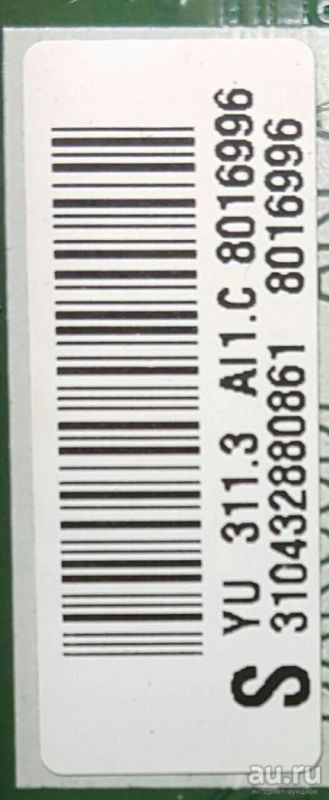 S
YU 311.3 AI1.C 8016996
310432880861 8016996
au.ru
интернет-аукцион